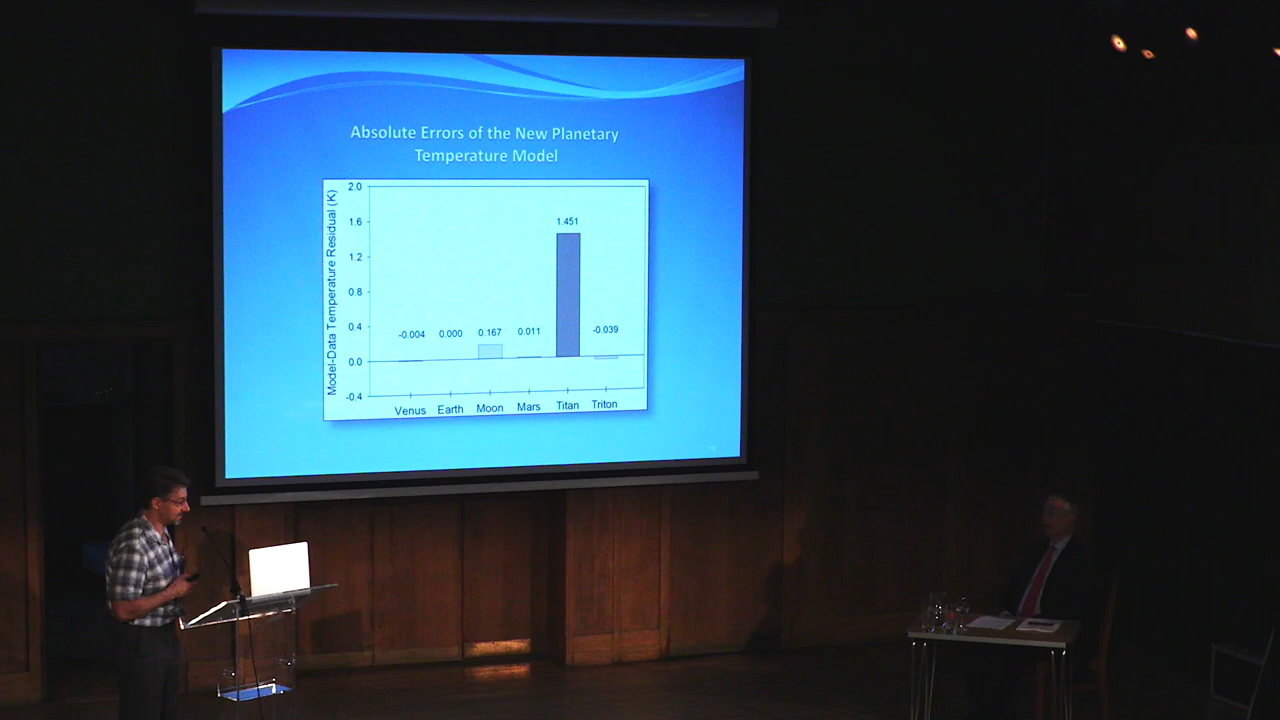 Absolute Errors of the New Planetary
Temperature Model
Model-Data Temperature Residual (K)
2.0
1.6
1.2
0.8
0.4
0.0
-0.4
-0.004
0.000
0.167
0.011
1.451
-0.039
Venus
Earth
Moon
Mars
Titan
Triton